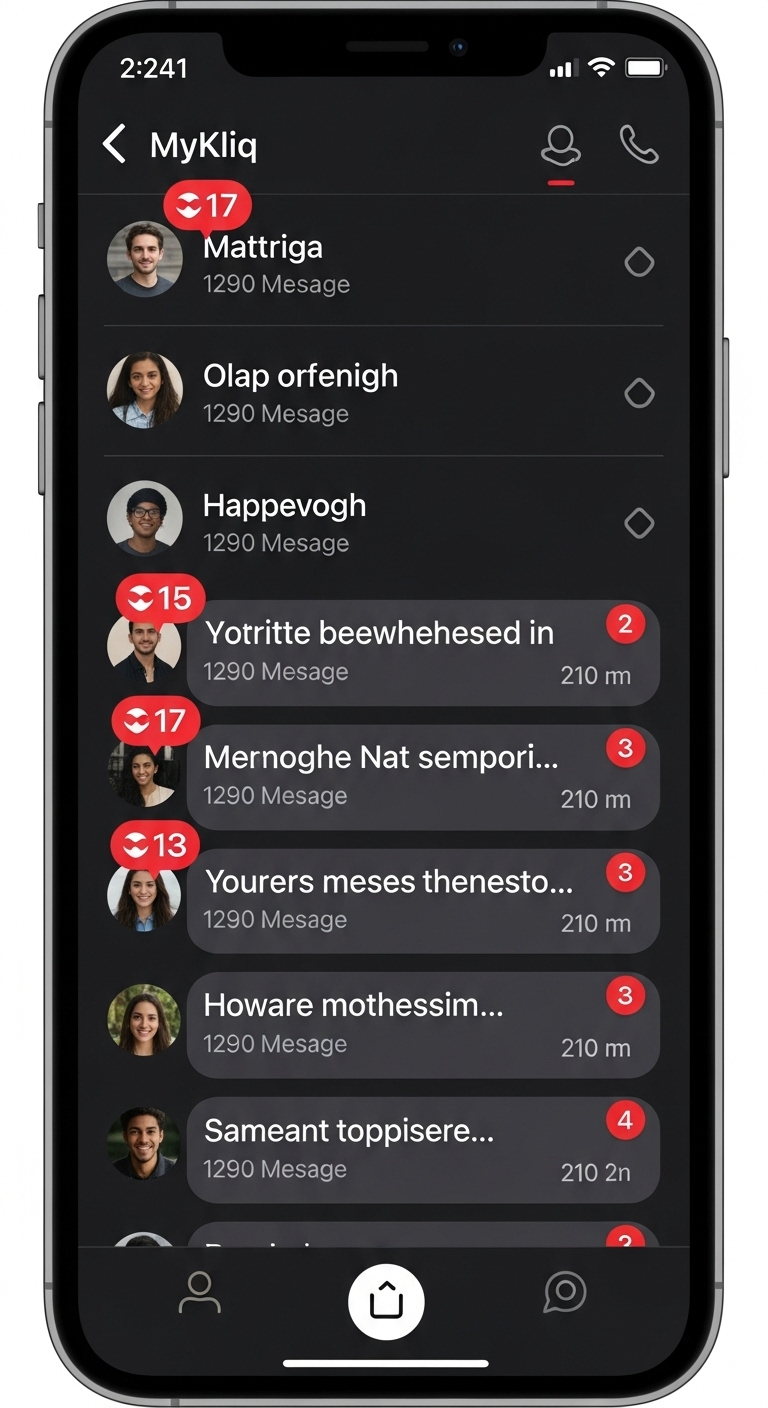 2:241
MyKliq
17
Mattriga
1290 Mesage
Olap orfenigh
1290 Mesage
Happevogh
1290 Mesage
15
Yotritte beewhehesed in
2
1290 Mesage
210 m
17
Mernoghe Nat sempori...
3
1290 Mesage
210 m
13
Yourers meses thenesto...
3
1290 Mesage
210 m
Howare mothessim...
3
1290 Mesage
210 m
Sameant toppisere...
4
1290 Mesage
210 2n